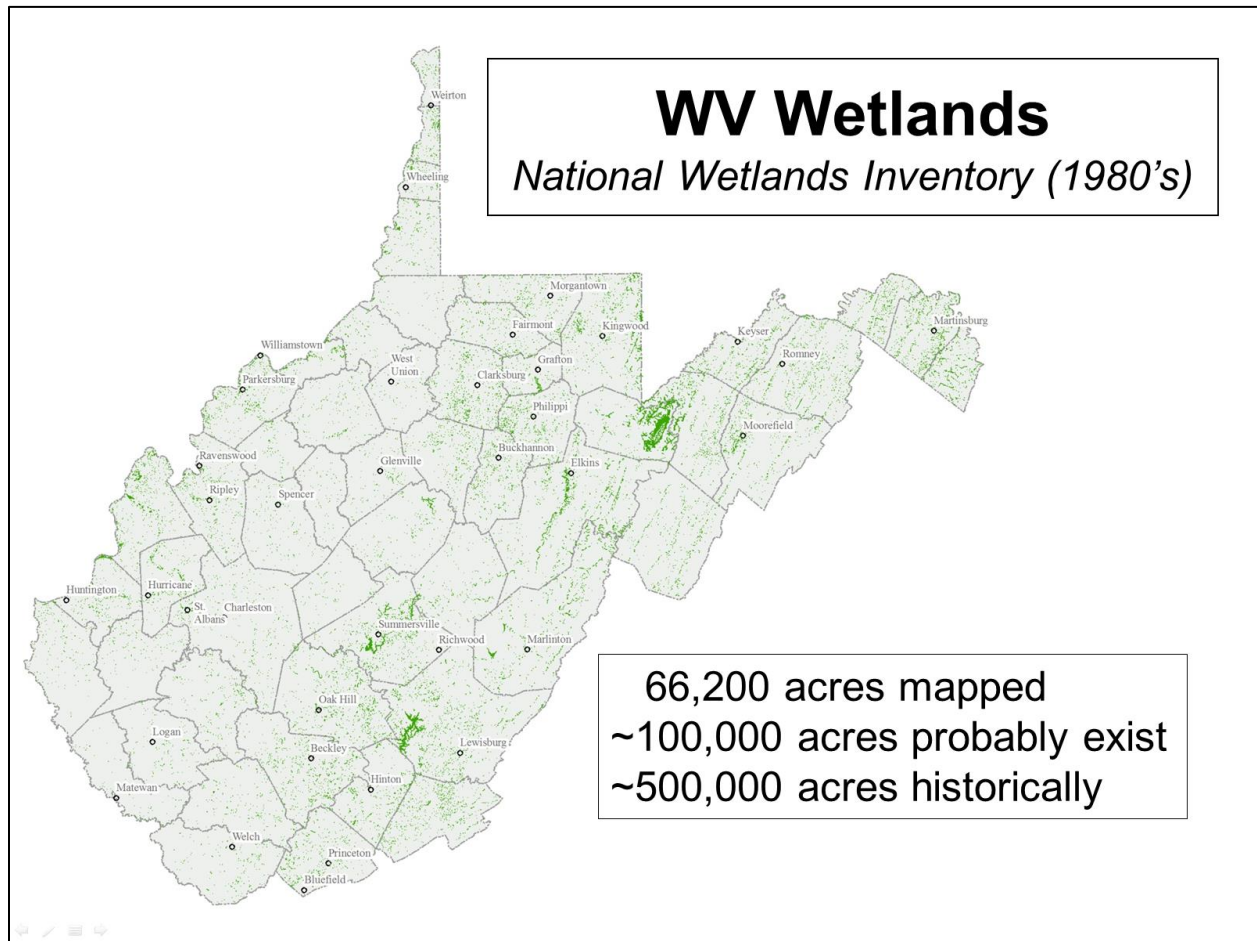 WV Wetlands
National Wetlands Inventory (1980's)
Weirton
Wheeling
Morgantown
Fairmont
Kingwood
Keyser
Martinsburg
Romney
Williamstown
West
Union
Grafton
Clarksburg
Parkersburg
Philippi
Moorefield
Buckhannon
Ravenswood
Glenville
Elkins
Ripley
Spencer
Huntington
Hurricane
St.
Albans
Charleston
Summersville
Richwood
Marlinton
66,200 acres mapped
~100,000 acres probably exist
~500,000 acres historically
Oak Hill
Logan
Beckley
Lewisburg
Hinton
Matewan
Welch
Princeton
Bluefield